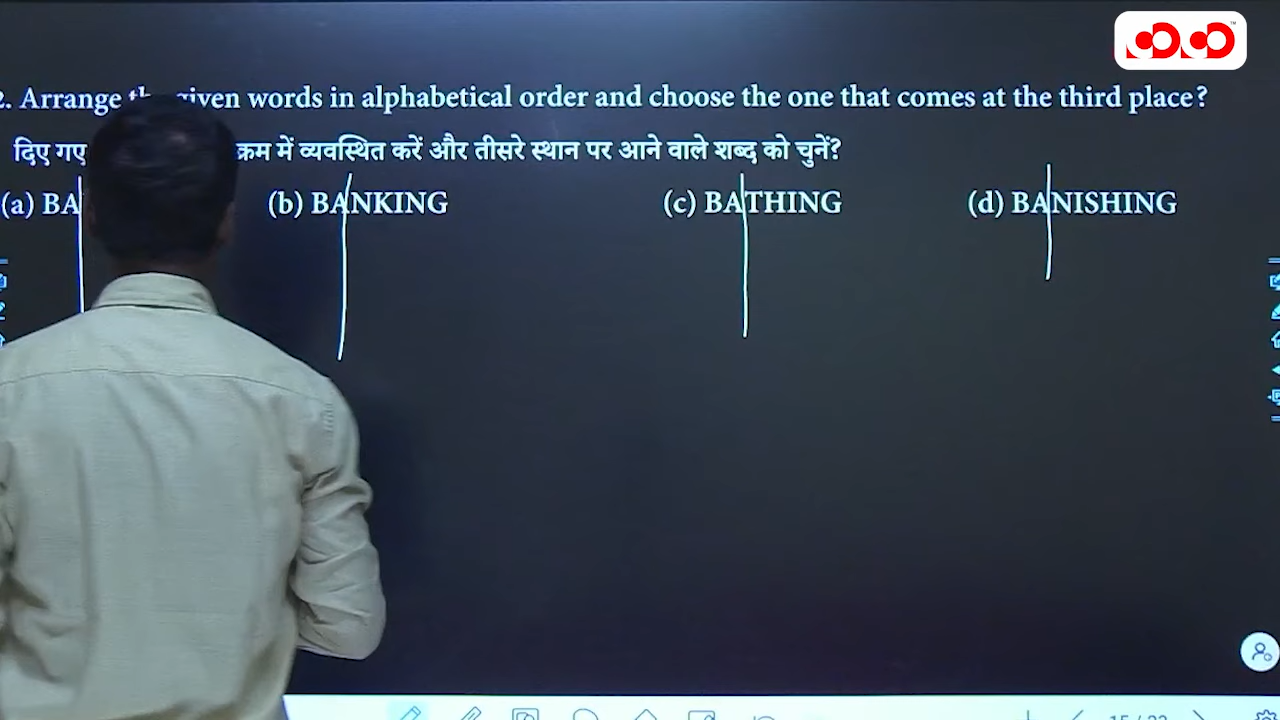 2. Arrange the given words in alphabetical order and choose the one that comes at the third place?
दिए गए क्रम में व्यवस्थित करें और तीसरे स्थान पर आने वाले शब्द को चुनें?
(a) BA (b) BANKING (c) BATHING (d) BANISHING